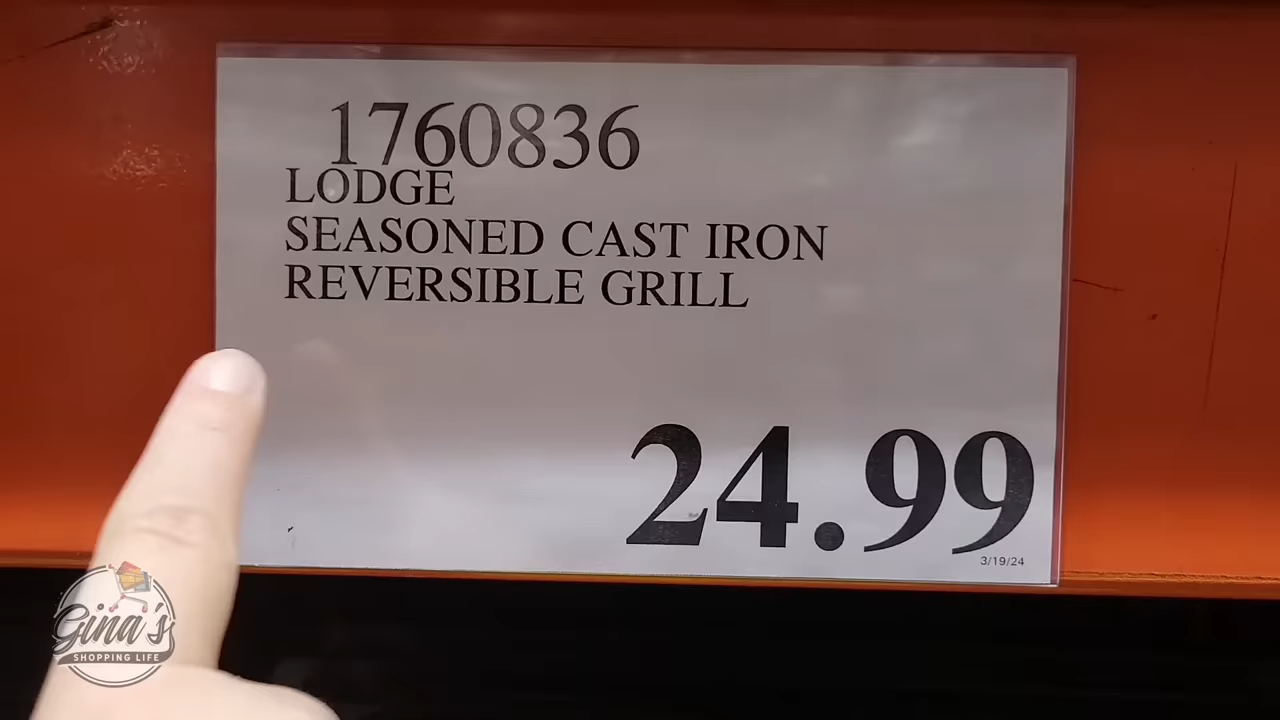 1760836
LODGE
SEASONED CAST IRON
REVERSIBLE GRILL
24.99
3/19/24
Gina's
SHOPPING LIFE